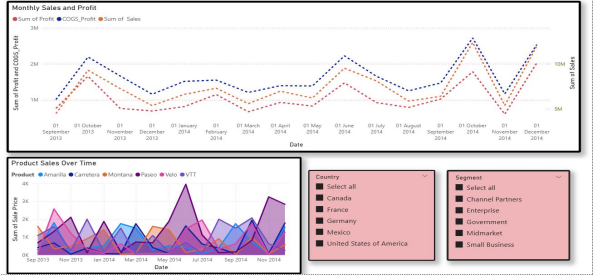 Monthly Sales and Profit
Sum of Profit COGS_Profit Sum of Sales
3M
2M
1M
10M
5M
Sum of Profit and COGS_Profit
Sum of Sales
01 September 2013
01 October 2013
01 November 2013
01 December 2013
01 January 2014
01 February 2014
01 March 2014
01 April 2014
01 May 2014
01 June 2014
01 July 2014
01 August 2014
01 September 2014
01 October 2014
01 November 2014
01 December 2014
Date
Product Sales Over Time
Product Amarilla Carretera Montana Paseo Velo VTT
4K
3K
2K
1K
0K
Sum of Sale Price
Sep 2013 Nov 2013 Jan 2014 Mar 2014 May 2014 Jul 2014 Sep 2014 Nov 2014
Date
Country
Select all
Canada
France
Germany
Mexico
United States of America
Segment
Select all
Channel Partners
Enterprise
Government
Midmarket
Small Business